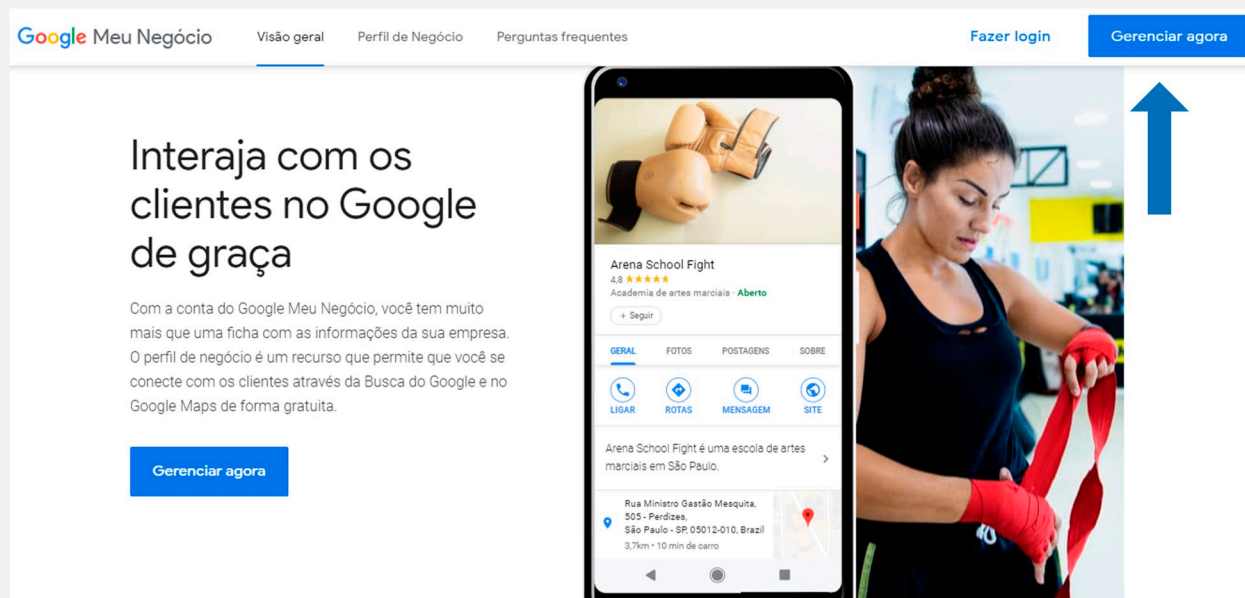 Google Meu Negócio
Visão geral
Perfil de Negócio
Perguntas frequentes
Fazer login
Gerenciar agora
Interaja com os
clientes no Google
de graça
Com a conta do Google Meu Negócio, você tem muito
mais que uma ficha com as informações da sua empresa.
O perfil de negócio é um recurso que permite que você se
conecte com os clientes através da Busca do Google e no
Google Maps de forma gratuita.
Gerenciar agora
Arena School Fight
4,8 ★★★★★
Academia de artes marciais · Aberto
+ Seguir
GERAL
FOTOS
POSTAGENS
SOBRE
LIGAR
ROTAS
MENSAGEM
SITE
Arena School Fight é uma escola de artes
marciais em São Paulo.
Rua Ministro Gastão Mesquita,
505 - Perdizes,
São Paulo - SP, 05012-010, Brazil
3,7km • 10 min de carro